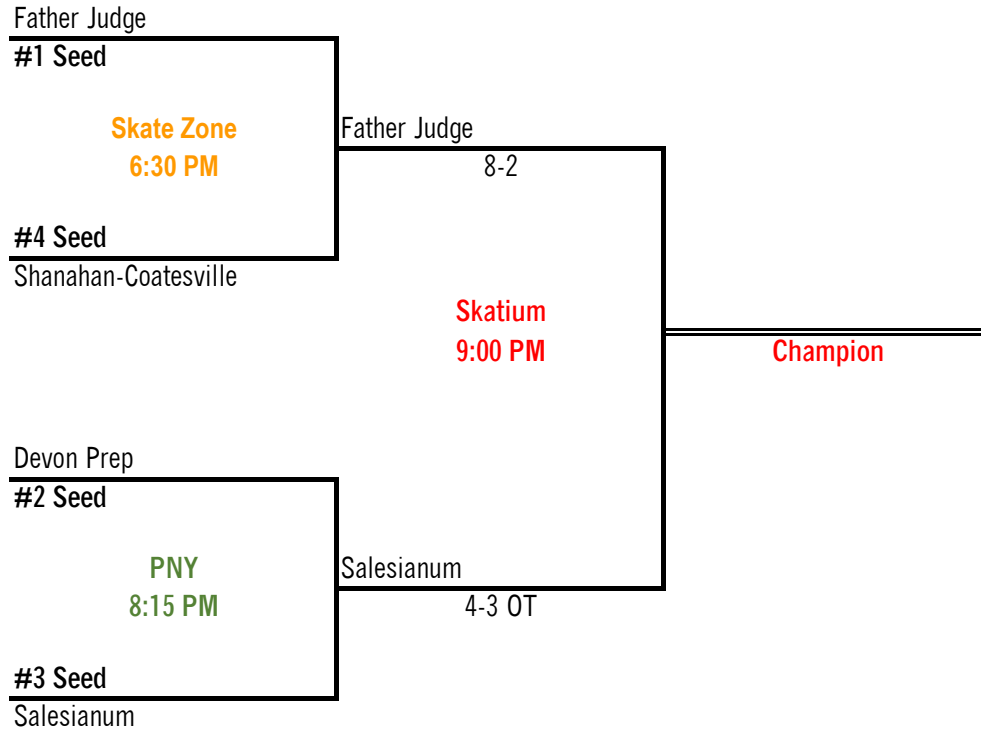 Father Judge
#1 Seed
Skate Zone
6:30 PM
#4 Seed
Shanahan-Coatesville
Father Judge
8-2
Skatium
9:00 PM
Champion
Devon Prep
#2 Seed
PNY
8:15 PM
#3 Seed
Salesianum
Salesianum
4-3 OT